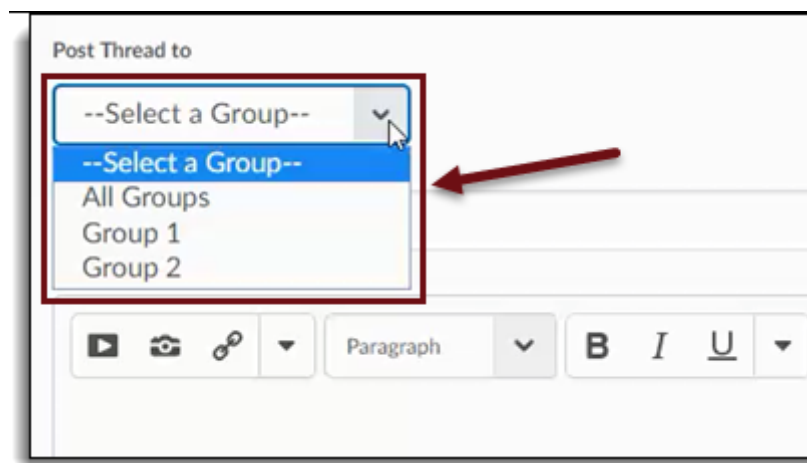 Post Thread to
--Select a Group--
--Select a Group--
All Groups
Group 1
Group 2
Paragraph B I U